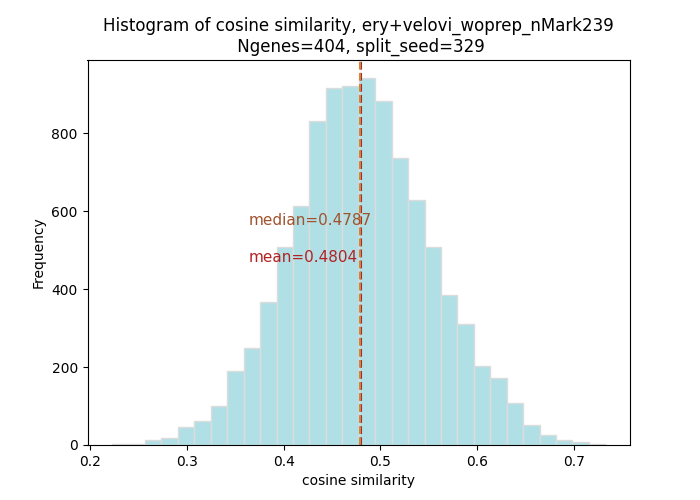 Histogram of cosine similarity, ery+velovi_woprep_nMark239
Ngenes=404, split_seed=329
Frequency
800
600
400
200
0
median=0.4787
mean=0.4804
0.2 0.3 0.4 0.5 0.6 0.7
cosine similarity